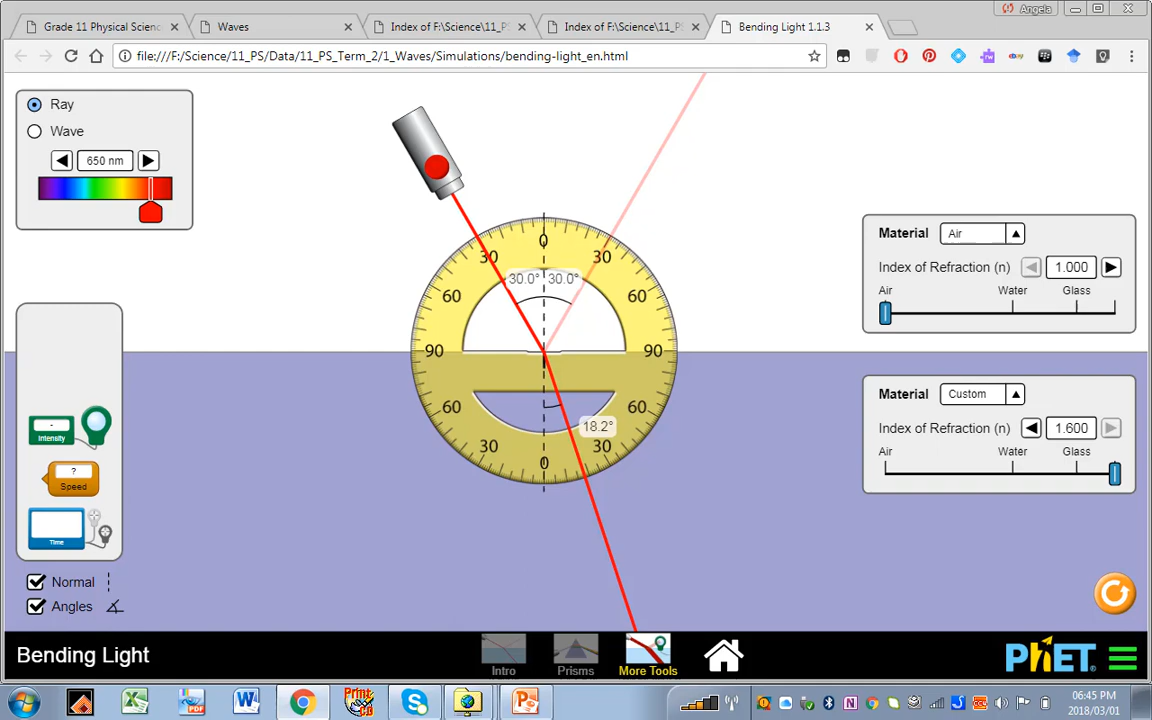 Angela
Grade 11 Physical Scienc
Waves
Index of F:\Science\11_PS
Index of F:\Science\11_PS
Bending Light 1.1.3
file:///F:/Science/11_PS/Data/11_PS_Term_2/1_Waves/Simulations/bending-light_en.html
Ray
Wave
650 nm
Material Air
Index of Refraction (n) 1.000
Air Water Glass
Material Custom
Index of Refraction (n) 1.600
Air Water Glass
0
30 30
30.0° 30.0°
60 60
90 90
60 60
18.2°
30 30
0
-
Intensity
?
Speed
Time
Normal
Angles
Bending Light
Intro
Prisms
More Tools
PhET
06:45 PM
2018/03/01